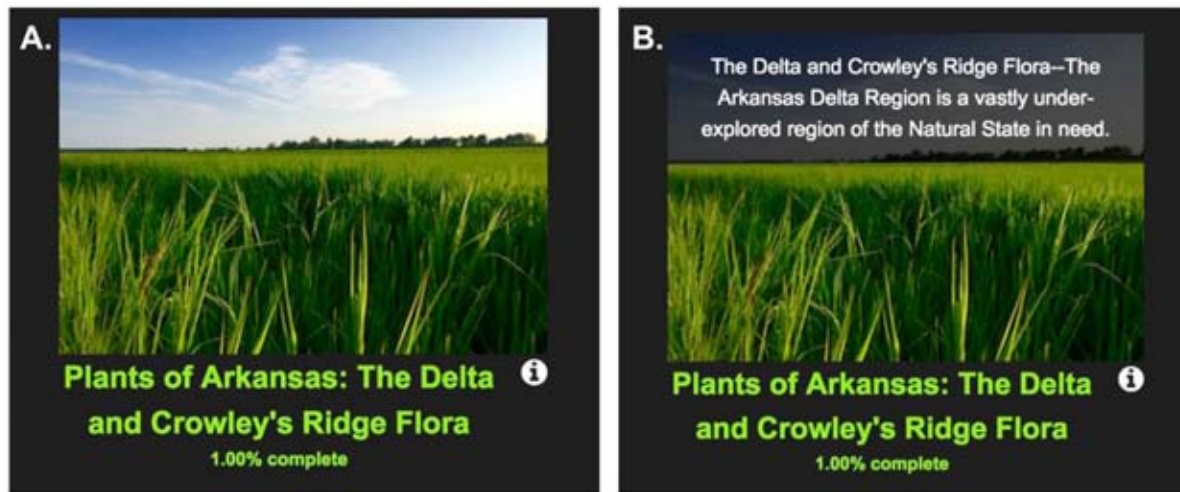 A.
Plants of Arkansas: The Delta
and Crowley's Ridge Flora
1.00% complete
B.
The Delta and Crowley's Ridge Flora--The
Arkansas Delta Region is a vastly under-
explored region of the Natural State in need.
Plants of Arkansas: The Delta
and Crowley's Ridge Flora
1.00% complete